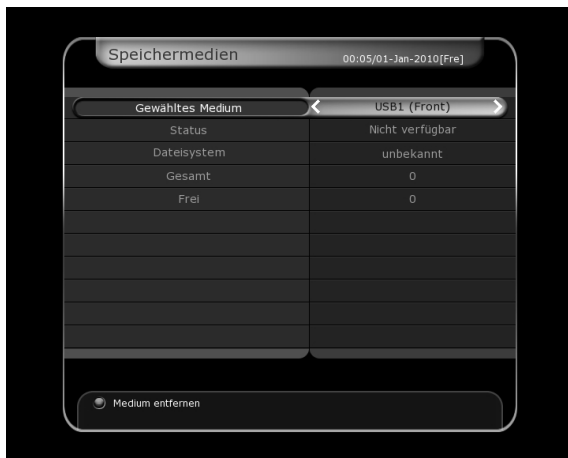 Speichermedien 00:05/01-Jan-2010[Fre]
Gewähltes Medium USB1 (Front)
Status Nicht verfügbar
Dateisystem unbekannt
Gesamt 0
Frei 0
Medium entfernen